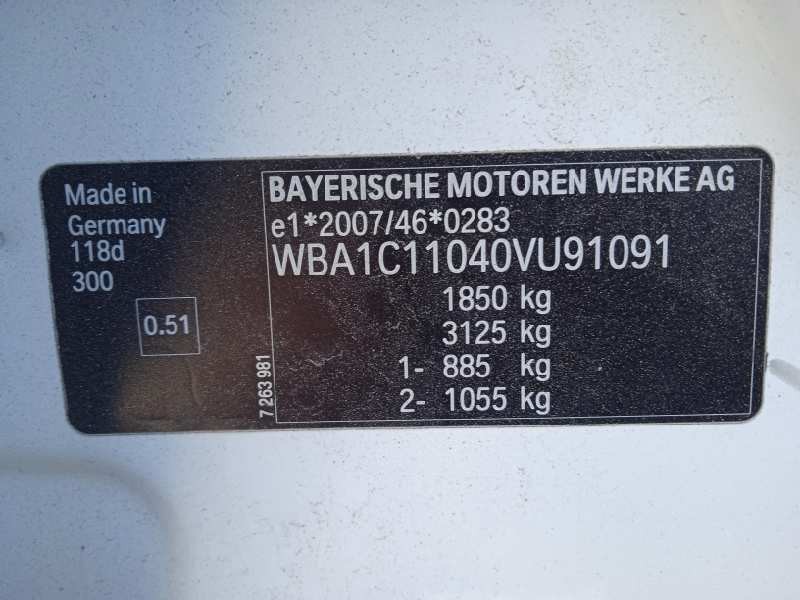 Made in
Germany
118d
300
0.51
7 263 981
BAYERISCHE MOTOREN WERKE AG
e1*2007/46*0283
WBA1C11040VU91091
1850 kg
3125 kg
1- 885 kg
2- 1055 kg